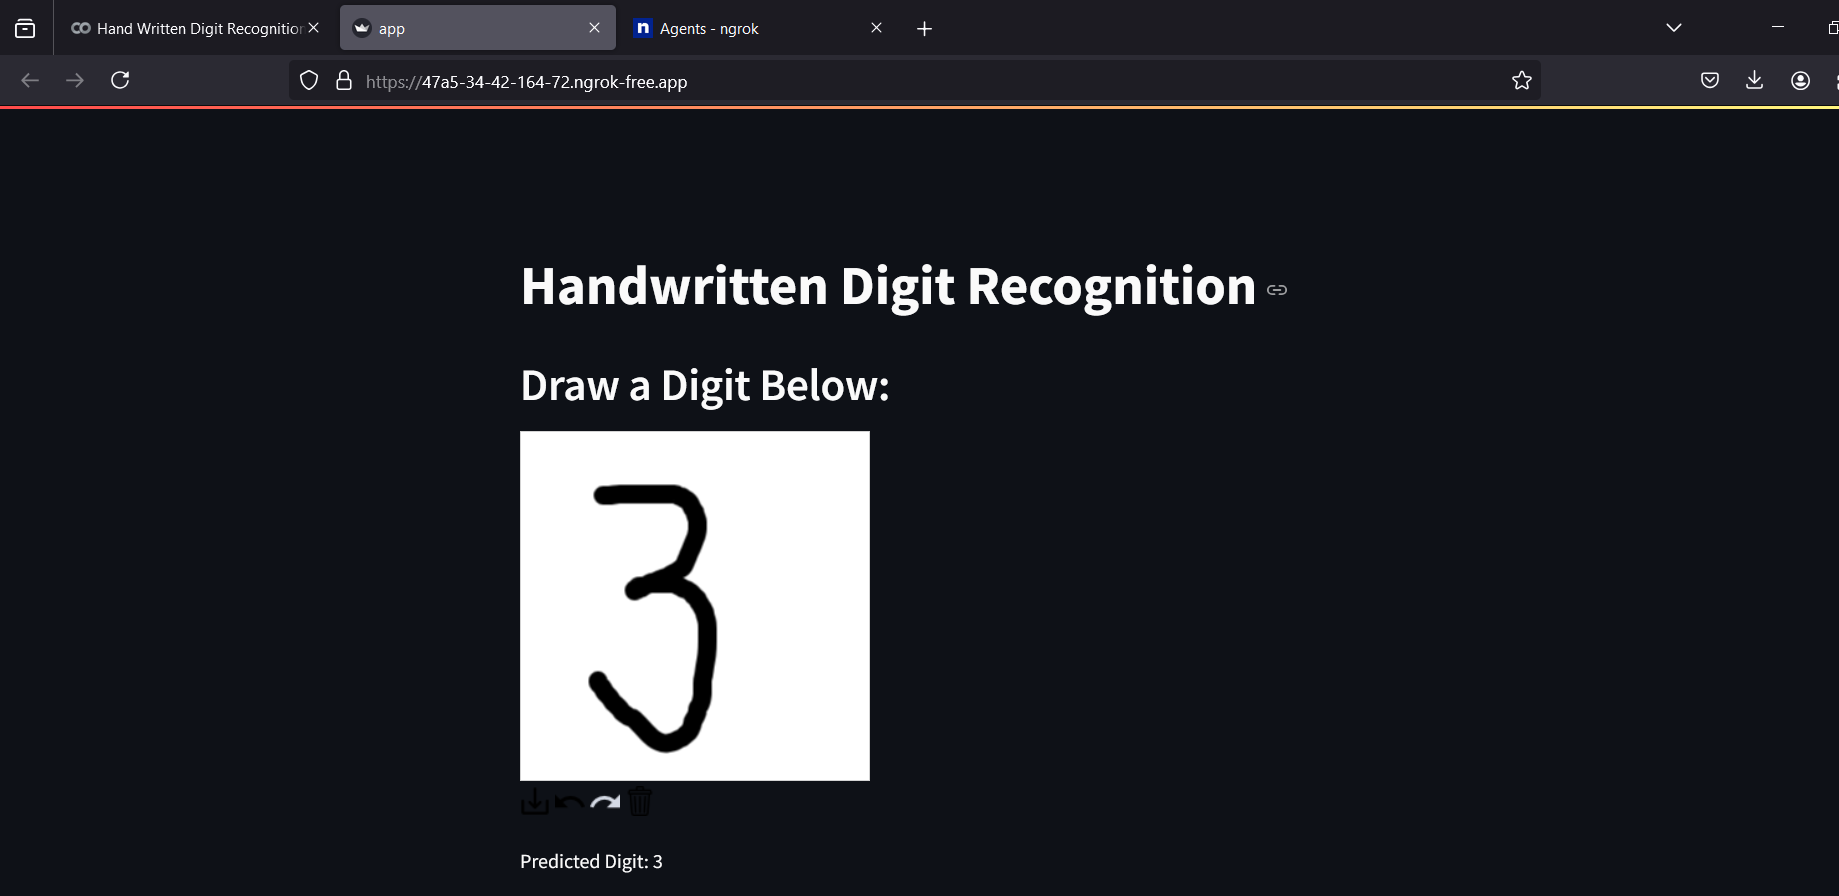 Hand Written Digit Recognition
app
Agents - ngrok
https://47a5-34-42-164-72.ngrok-free.app
Handwritten Digit Recognition
Draw a Digit Below:
3
Predicted Digit: 3